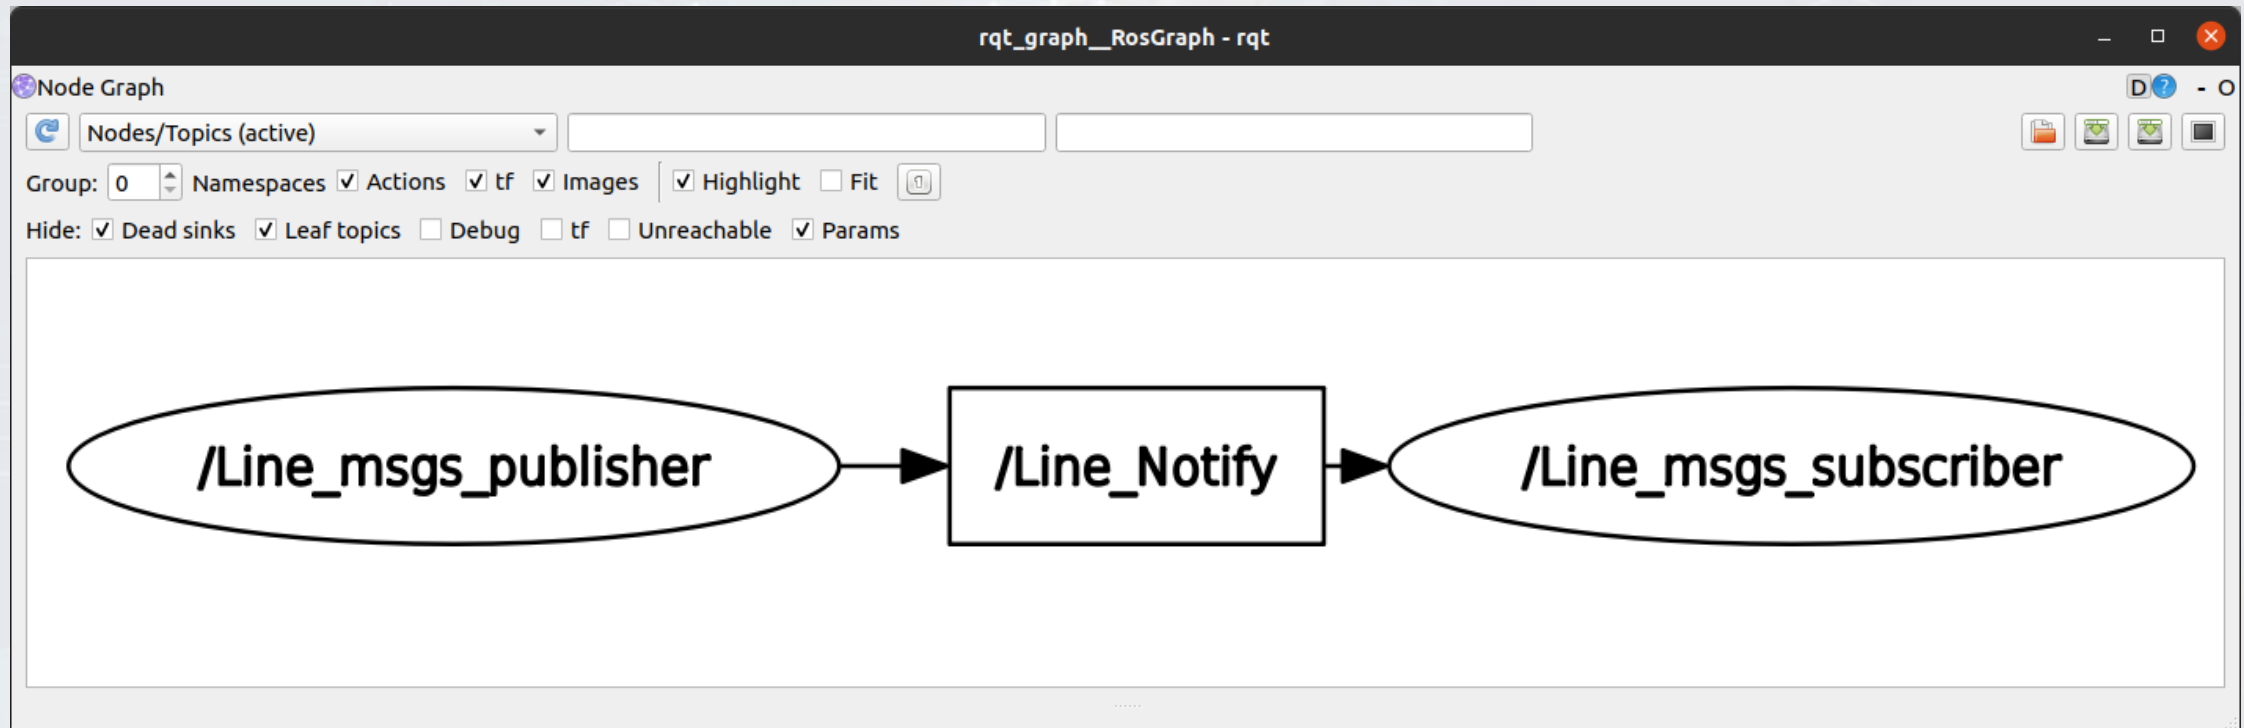 rqt_graph__RosGraph - rqt
Node Graph
D ? - O
Nodes/Topics (active)
Group: 0 Namespaces Actions tf Images Highlight Fit
Hide: Dead sinks Leaf topics Debug tf Unreachable Params
/Line_msgs_publisher /Line_Notify /Line_msgs_subscriber